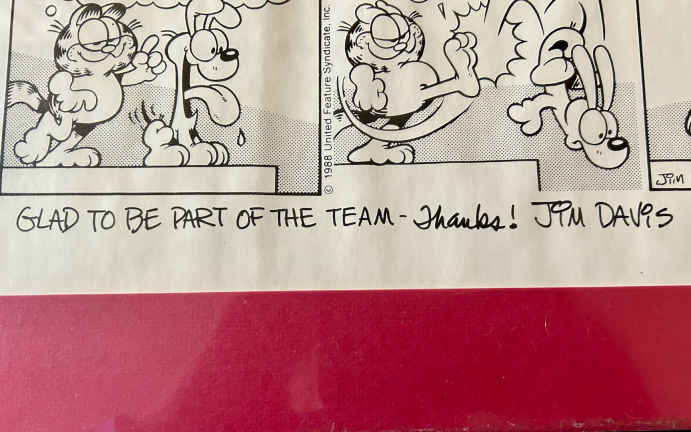 © 1988 United Feature Syndicate, Inc.
JIM
GLAD TO BE PART OF THE TEAM - Thanks! JIM DAVIS